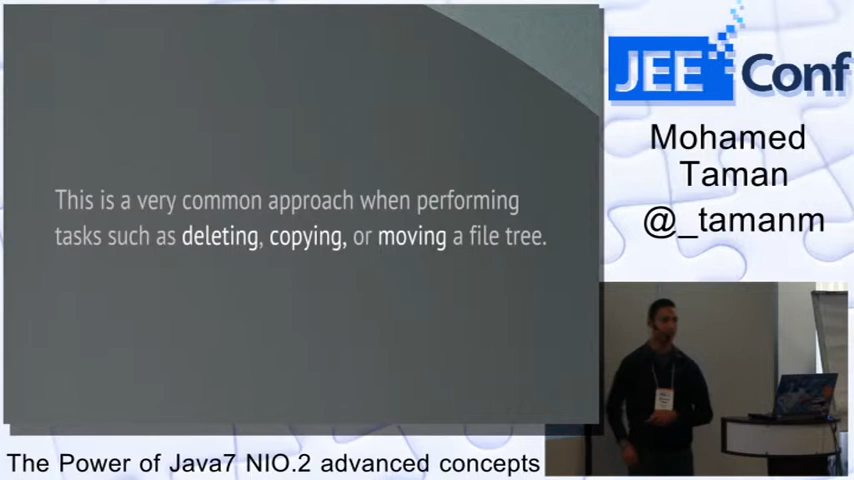 This is a very common approach when performing
tasks such as deleting, copying, or moving a file tree.
JEE Conf
Mohamed
Taman
@_tamanm
The Power of Java7 NIO.2 advanced concepts